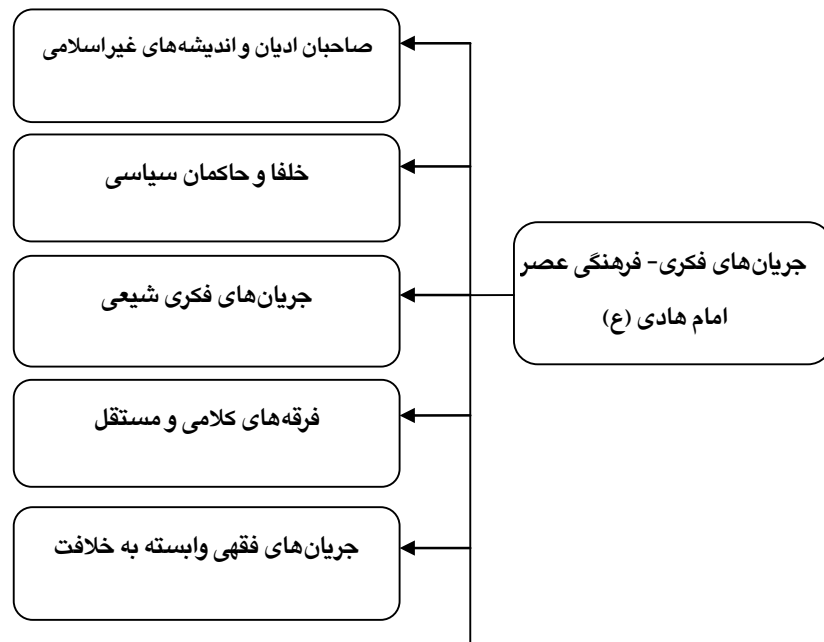 جریان‌های فکری- فرهنگی عصر
امام هادی (ع)
صاحبان ادیان و اندیشه‌های غیراسلامی
خلفا و حاکمان سیاسی
جریان‌های فکری شیعی
فرقه‌های کلامی و مستقل
جریان‌های فقهی وابسته به خلافت